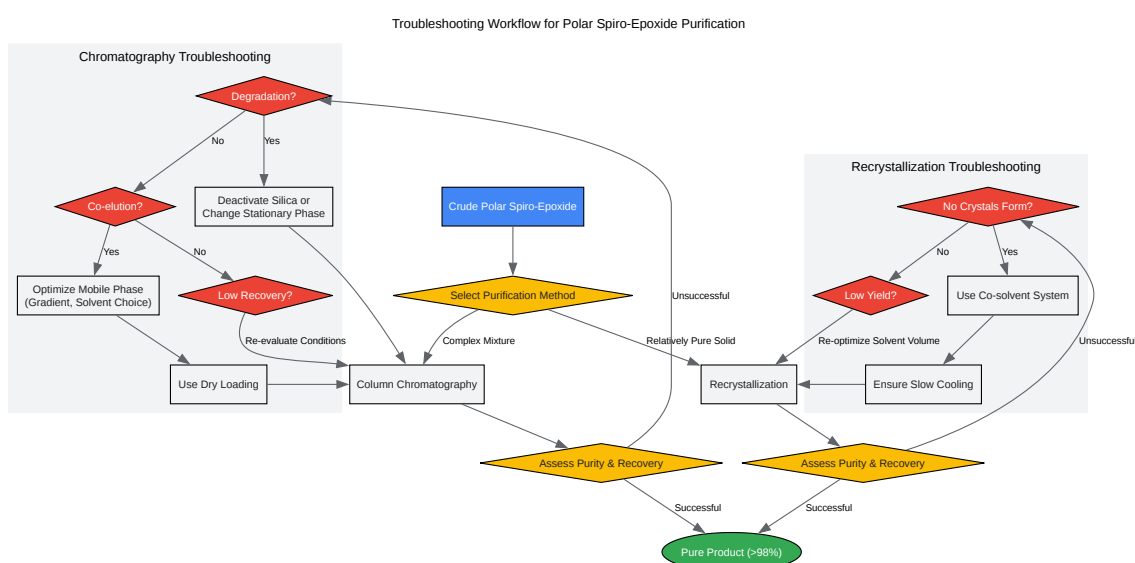 Troubleshooting Workflow for Polar Spiro-Epoxide Purification
Chromatography Troubleshooting
Degradation?
No
Yes
Co-elution?
Deactivate Silica or
Change Stationary Phase
Yes
No
Optimize Mobile Phase
(Gradient, Solvent Choice)
Low Recovery?
Re-evaluate Conditions
Use Dry Loading
Crude Polar Spiro-Epoxide
Select Purification Method
Complex Mixture
Relatively Pure Solid
Unsuccessful
Column Chromatography
Recrystallization
Recrystallization Troubleshooting
No Crystals Form?
No
Yes
Low Yield?
Use Co-solvent System
Re-optimize Solvent Volume
Unsuccessful
Ensure Slow Cooling
Assess Purity & Recovery
Assess Purity & Recovery
Successful
Successful
Pure Product (>98%)